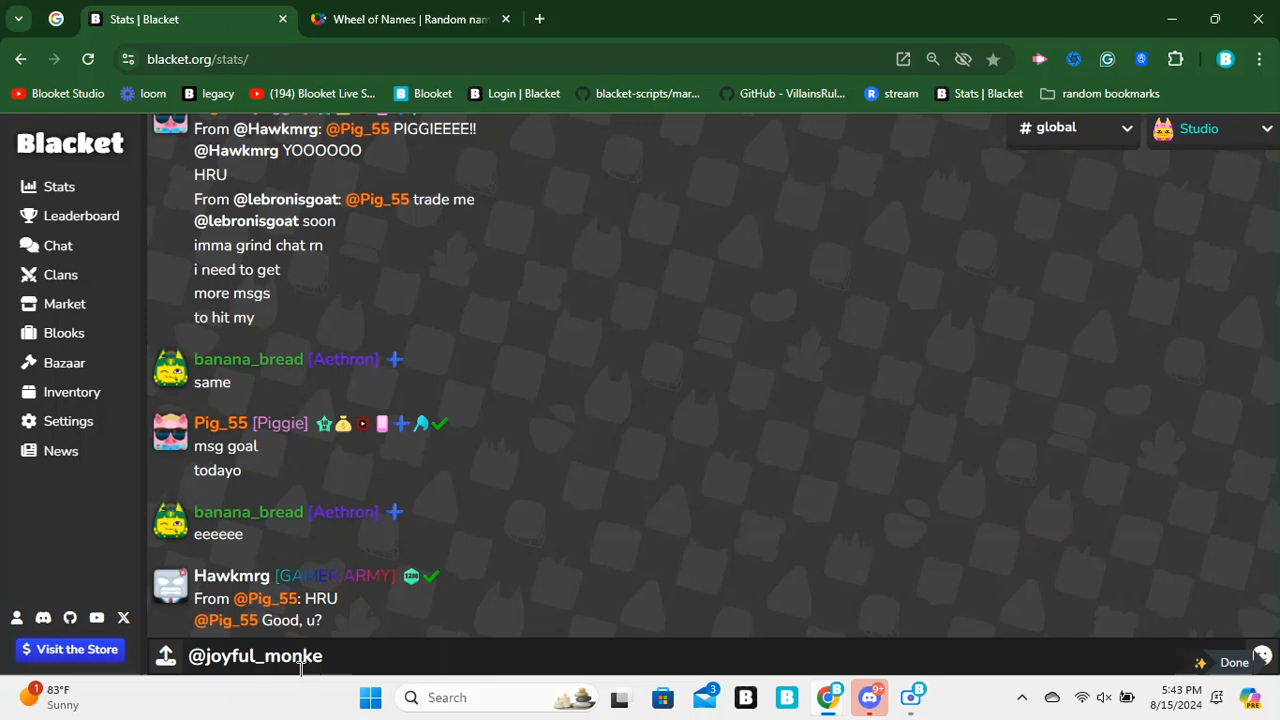 Stats | Blacket
Wheel of Names | Random nam
blacket.org/stats/
Blooket Studio
loom
legacy
(194) Blooket Live S...
Blooket
Login | Blacket
blacket-scripts/mar...
GitHub - VillainsRul...
stream
Stats | Blacket
random bookmarks
Blacket
Stats
Leaderboard
Chat
Clans
Market
Blooks
Bazaar
Inventory
Settings
News
$ Visit the Store
# global
Studio
From @Hawkmrg: @Pig_55 PIGGIEEEE!!
@Hawkmrg YOOOOOO
HRU
From @lebronisgoat: @Pig_55 trade me
@lebronisgoat soon
imma grind chat rn
i need to get
more msgs
to hit my
banana_bread [Aethron]
same
Pig_55 [Piggie]
msg goal
todayo
banana_bread [Aethron]
eeeeee
Hawkmrg [GAMER ARMY]
From @Pig_55: HRU
@Pig_55 Good, u?
@joyful_monke
Done
1
83°F
Sunny
Search
3
9+
5:43 PM
8/15/2024
PRE